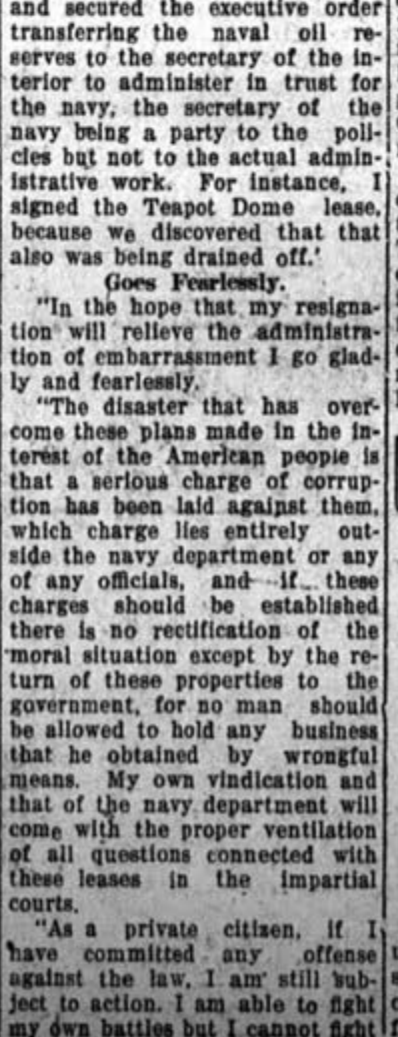 and secured the executive order
transferring the naval oil re-
serves to the secretary of the in-
terior to administer in trust for
the navy, the secretary of the
navy being a party to the poli-
cies but not to the actual admin-
istrative work. For instance, I
signed the Teapot Dome lease,
because we discovered that that
also was being drained off.'
Goes Fearlessly.
"In the hope that my resigna-
tion will relieve the administra-
tion of embarrassment I go glad-
ly and fearlessly.
"The disaster that has over-
come these plans made in the in-
terest of the American people is
that a serious charge of corrup-
tion has been laid against them,
which charge lies entirely out-
side the navy department or any
of any officials, and if these
charges should be established
there is no rectification of the
moral situation except by the re-
turn of these properties to the
government, for no man should
be allowed to hold any business
that he obtained by wrongful
means. My own vindication and
that of the navy department will
come with the proper ventilation
of all questions connected with
these leases in the impartial
courts.
"As a private citizen, if I
have committed any offense
against the law, I am still sub-
ject to action. I am able to fight
my own battles but I cannot fight